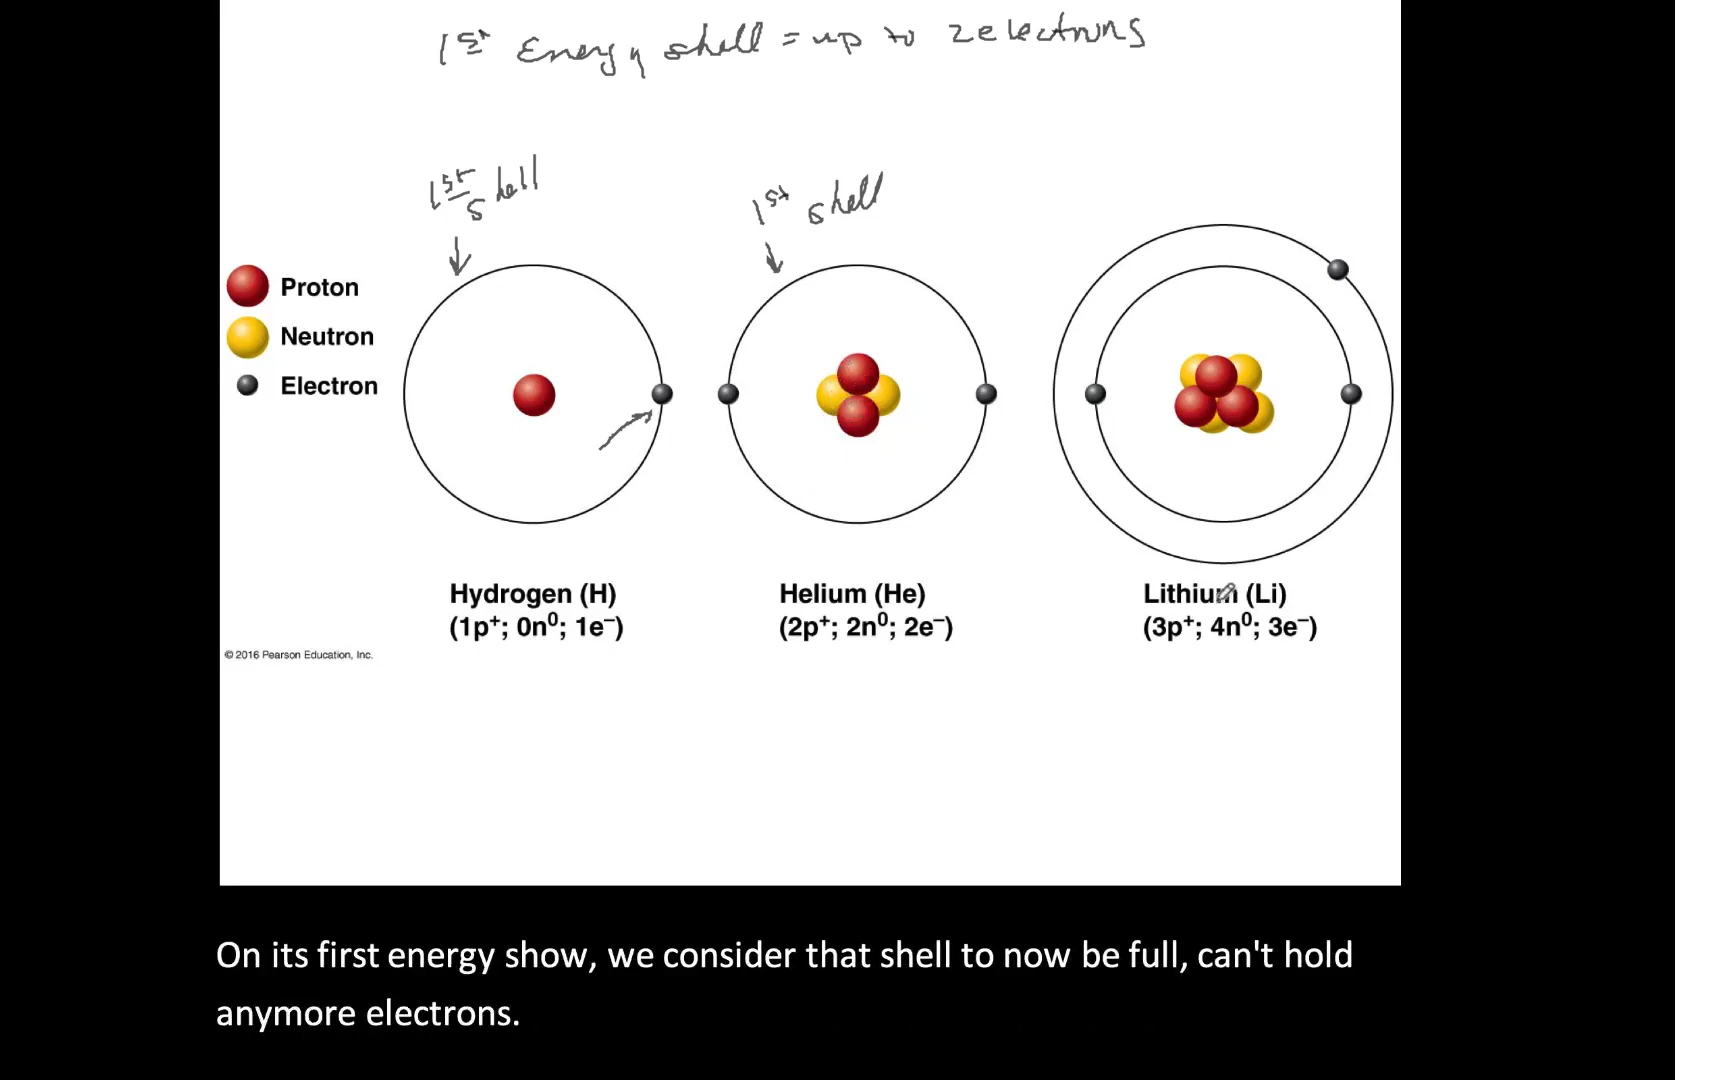 1st Energy shell = up to 2 electrons
1st shell
1st shell
Proton
Neutron
Electron
Hydrogen (H)
(1p⁺; 0n⁰; 1e⁻)
Helium (He)
(2p⁺; 2n⁰; 2e⁻)
Lithium (Li)
(3p⁺; 4n⁰; 3e⁻)
© 2016 Pearson Education, Inc.
On its first energy show, we consider that shell to now be full, can't hold
anymore electrons.